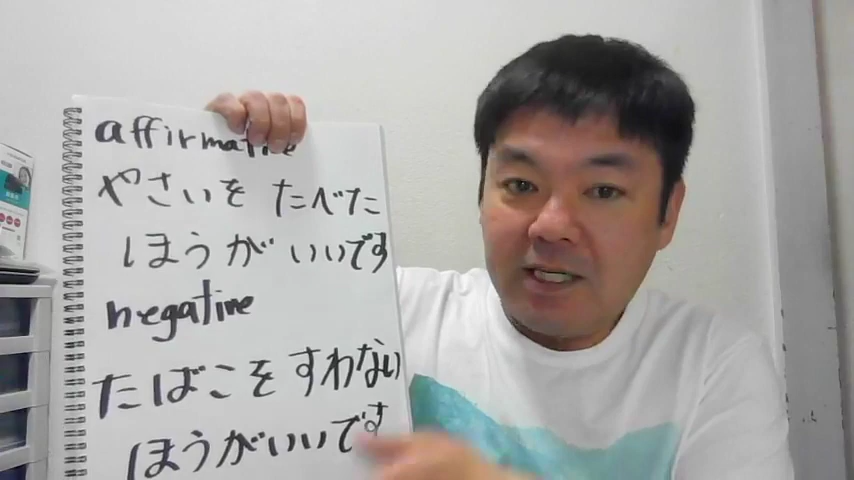 affirmative
やさいを たべた
ほうが いいです
negative
たばこを すわない
ほうがいいです